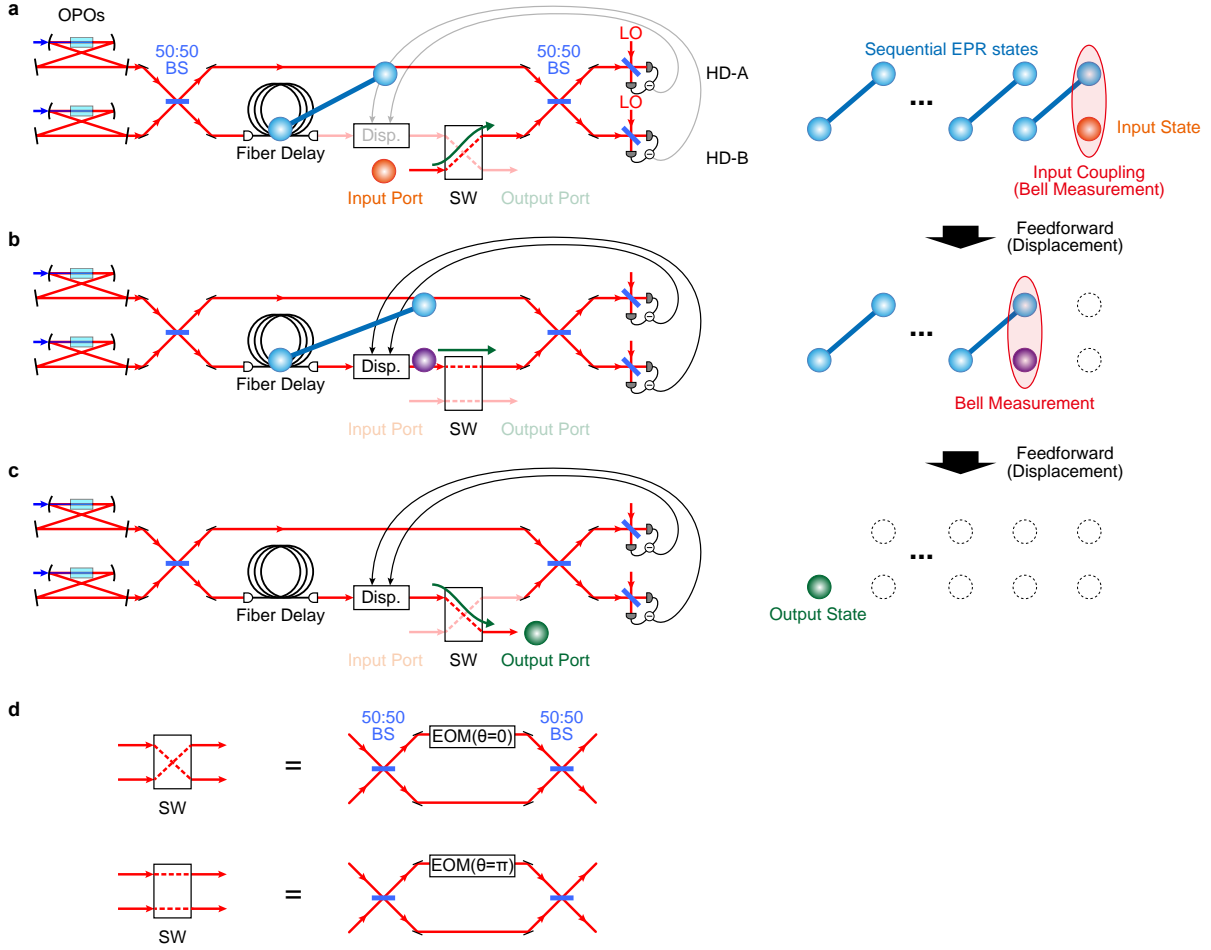 a
OPOs
50:50
BS
Fiber Delay
Disp.
Input Port
SW
Output Port
50:50
BS
LO
HD-A
LO
HD-B
Sequential EPR states
...
Input State
Input Coupling
(Bell Measurement)
Feedforward
(Displacement)
b
Fiber Delay
Disp.
Input Port
SW
Output Port
...
Bell Measurement
Feedforward
(Displacement)
c
Fiber Delay
Disp.
Input Port
SW
Output Port
...
Output State
d
SW
=
50:50
BS
EOM(θ=0)
50:50
BS
SW
=
EOM(θ=π)